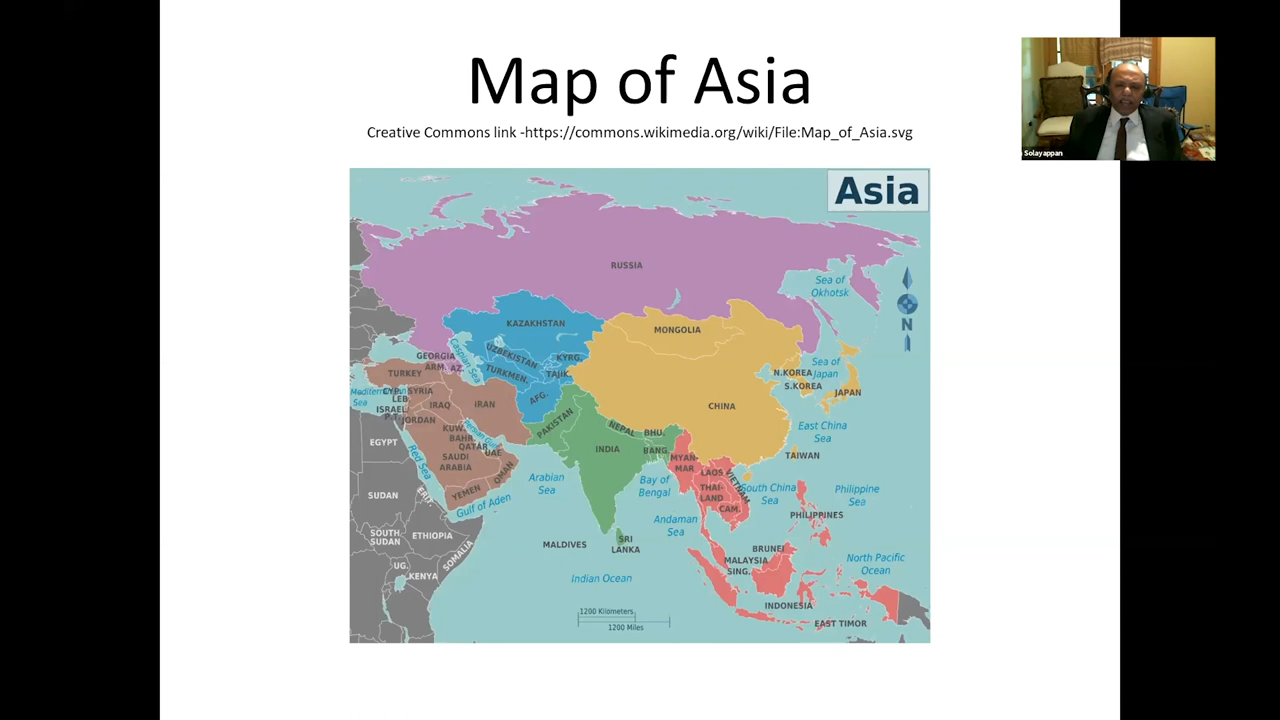 Map of Asia
Creative Commons link -https://commons.wikimedia.org/wiki/File:Map_of_Asia.svg
Solayappan
Asia
RUSSIA
Sea of
Okhotsk
N
KAZAKHSTAN
MONGOLIA
UZBEKISTAN
KYRG.
GEORGIA
Caspian Sea
ARM.
AZ.
TURKMEN.
TAJIK.
TURKEY
N.KOREA
Sea of
Japan
S.KOREA
JAPAN
Mediterranean
Sea
CYP.
SYRIA
LEB.
ISRAEL
P.T.
JORDAN
IRAQ
IRAN
AFG.
CHINA
PAKISTAN
NEPAL
BHU.
East China
Sea
EGYPT
KUW.
BAHR.
QATAR
Persian Gulf
UAE
SAUDI
ARABIA
OMAN
Red Sea
INDIA
BANG.
MYAN-
MAR
TAIWAN
LAOS
VIETNAM
THAI-
LAND
CAM.
South China
Sea
Philippine
Sea
PHILIPPINES
Arabian
Sea
Bay of
Bengal
SUDAN
ERIT.
YEMEN
Gulf of Aden
Andaman
Sea
SOUTH
SUDAN
ETHIOPIA
SOMALIA
MALDIVES
SRI
LANKA
BRUNEI
MALAYSIA
SING.
North Pacific
Ocean
UG.
KENYA
Indian Ocean
INDONESIA
EAST TIMOR
1200 Kilometers
1200 Miles